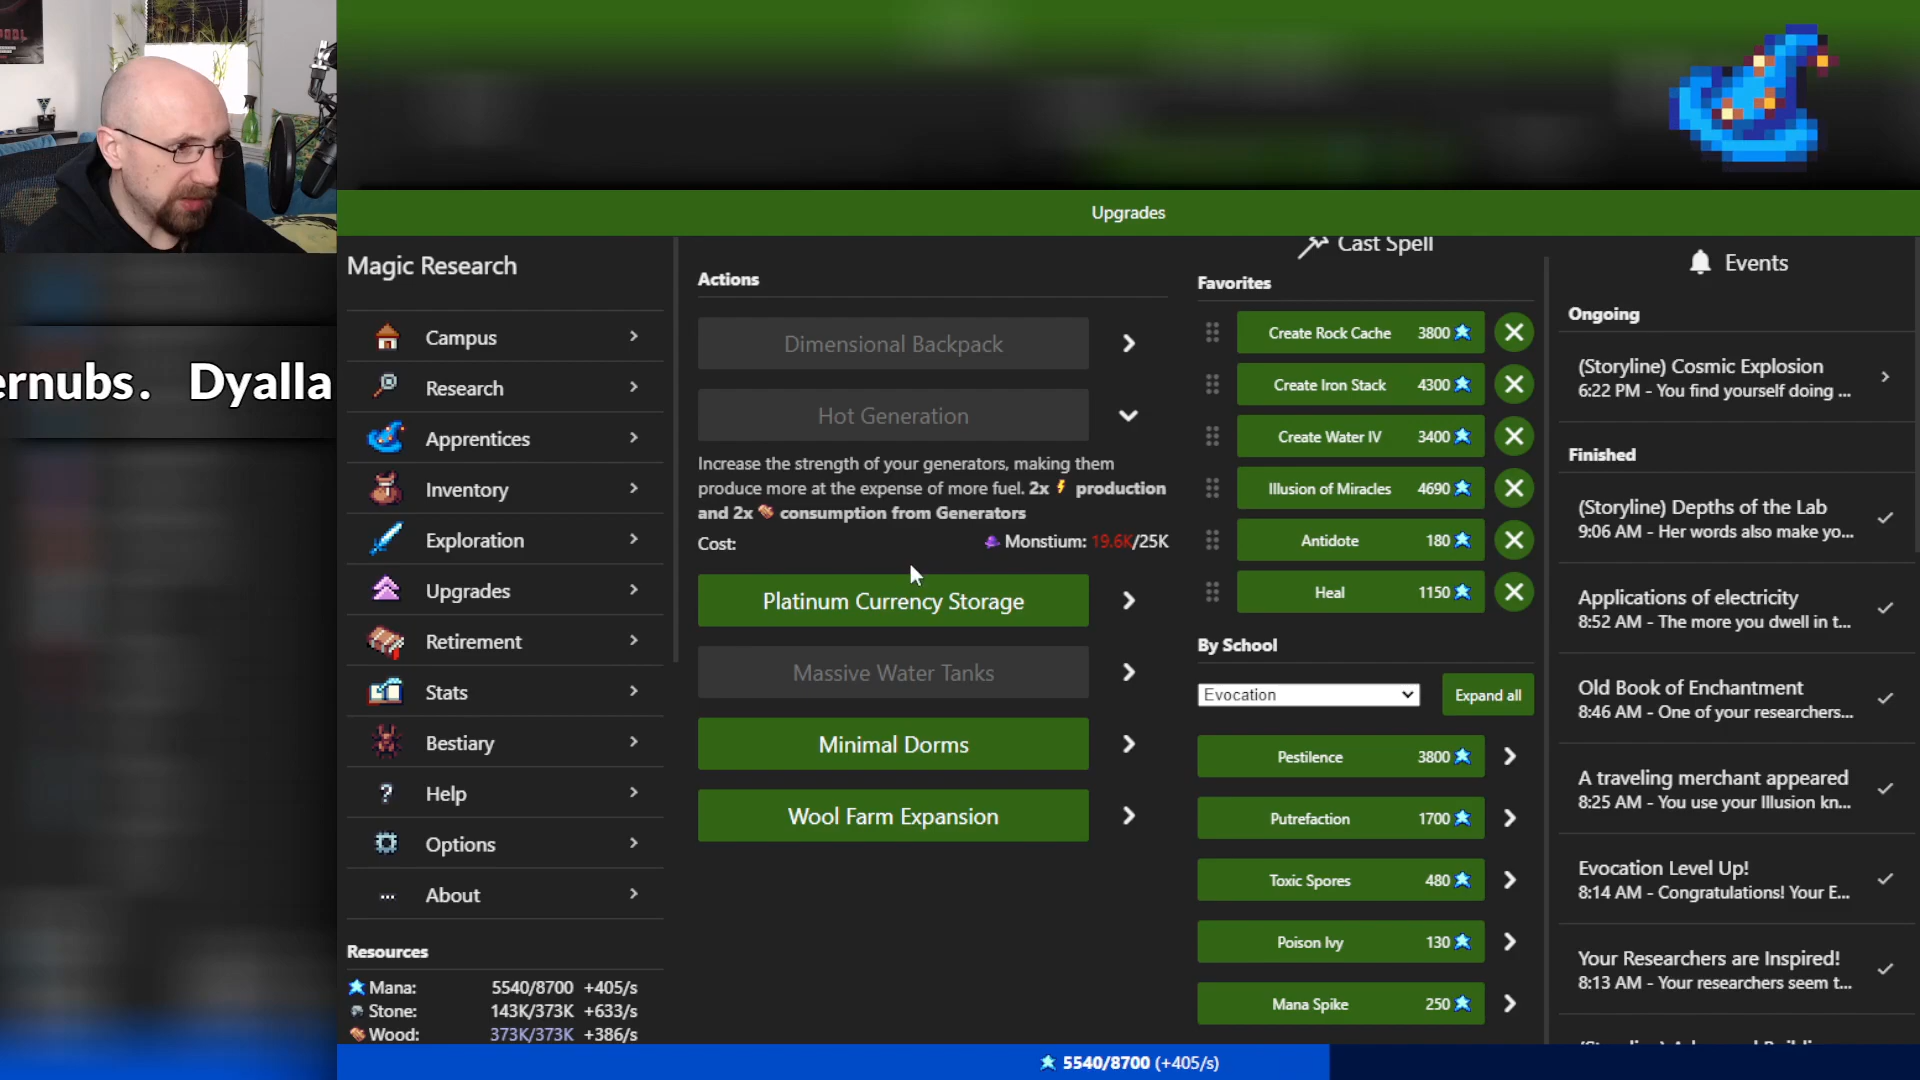 Upgrades
Magic Research
Campus
Research
Apprentices
Inventory
Exploration
Upgrades
Retirement
Stats
Bestiary
Help
Options
About
Resources
Mana: 5540/8700 +405/s
Stone: 143K/373K +633/s
Wood: 373K/373K +386/s
ernubs. Dyalla
Actions
Dimensional Backpack
Hot Generation
Increase the strength of your generators, making them
produce more at the expense of more fuel. 2x production
and 2x consumption from Generators
Cost: Monstium: 19.6K/25K
Platinum Currency Storage
Massive Water Tanks
Minimal Dorms
Wool Farm Expansion
Cast Spell
Favorites
Create Rock Cache 3800
Create Iron Stack 4300
Create Water IV 3400
Illusion of Miracles 4690
Antidote 180
Heal 1150
By School
Evocation
Expand all
Pestilence 3800
Putrefaction 1700
Toxic Spores 480
Poison Ivy 130
Mana Spike 250
Events
Ongoing
(Storyline) Cosmic Explosion
6:22 PM - You find yourself doing ...
Finished
(Storyline) Depths of the Lab
9:06 AM - Her words also make yo...
Applications of electricity
8:52 AM - The more you dwell in t...
Old Book of Enchantment
8:46 AM - One of your researchers...
A traveling merchant appeared
8:25 AM - You use your Illusion kn...
Evocation Level Up!
8:14 AM - Congratulations! Your E...
Your Researchers are Inspired!
8:13 AM - Your researchers seem t...
5540/8700 (+405/s)